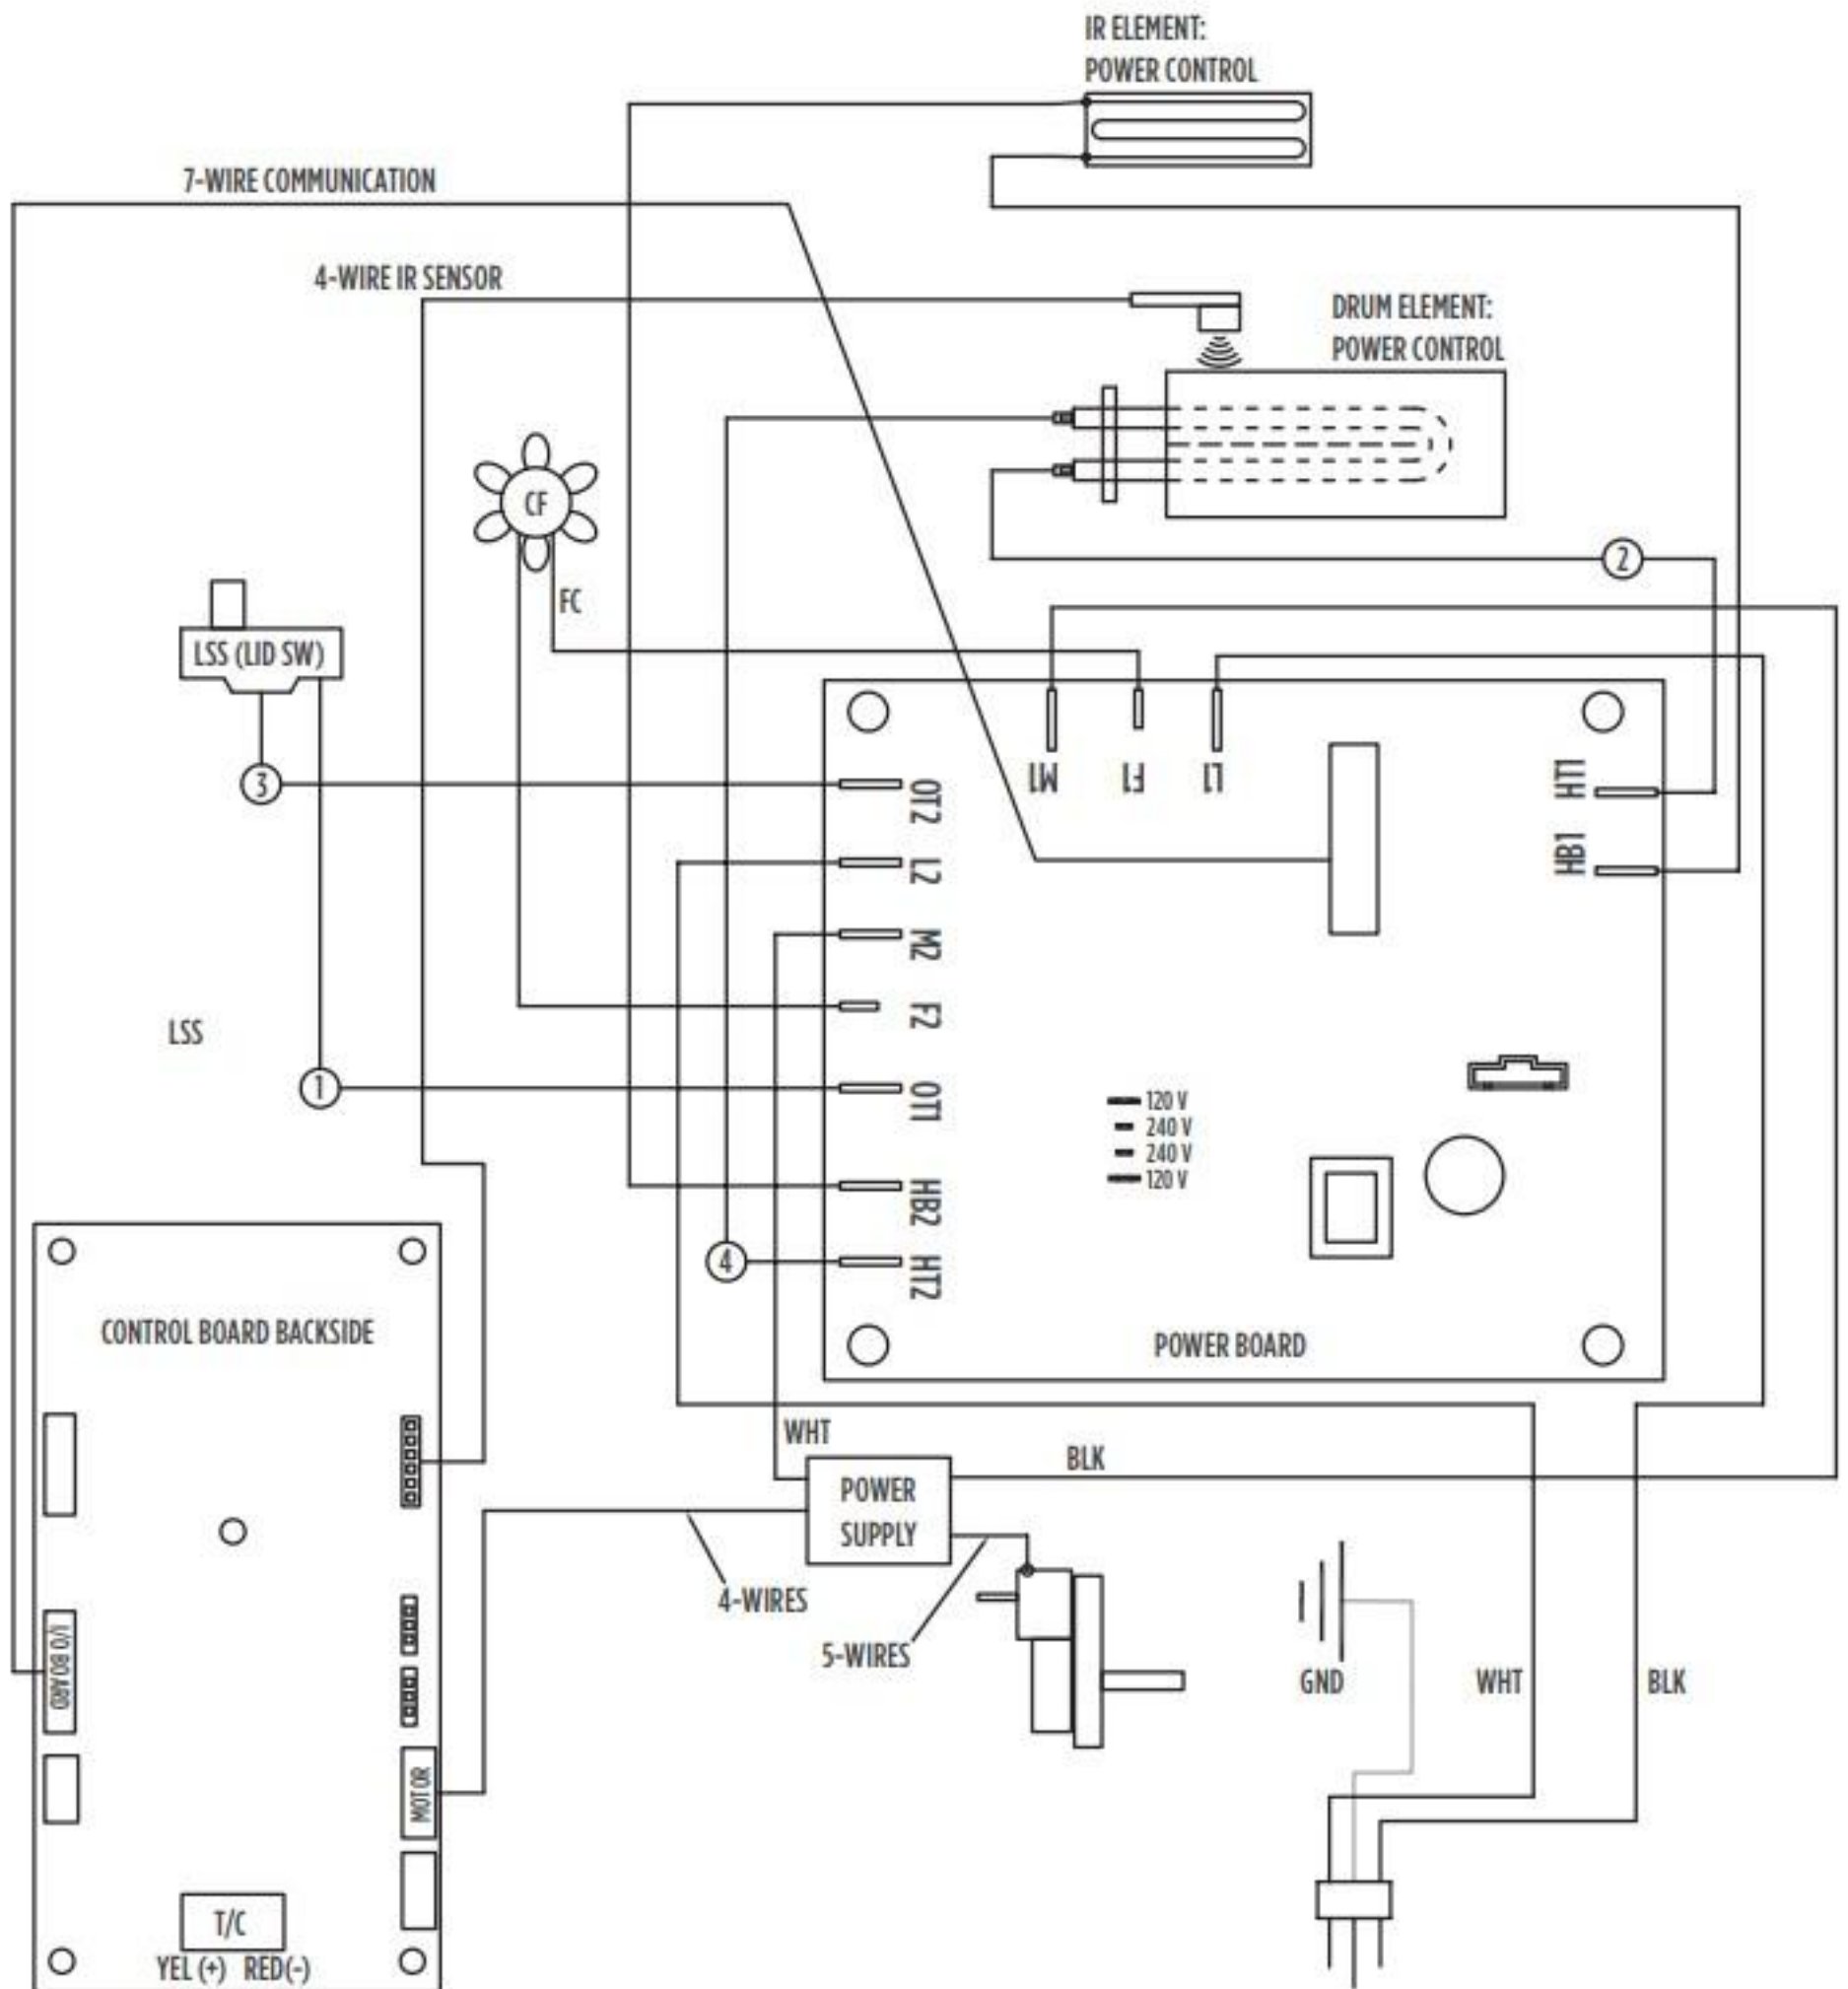 IR ELEMENT:
POWER CONTROL
7-WIRE COMMUNICATION
4-WIRE IR SENSOR
DRUM ELEMENT:
POWER CONTROL
CF
2
FC
LSS (LID SW)
3
M1
F1
L1
HT1
HB1
OT2
L2
M2
F2
OT1
HB2
HT2
LSS
1
120 V
240 V
240 V
120 V
4
CONTROL BOARD BACKSIDE
POWER BOARD
WHT
BLK
POWER
SUPPLY
4-WIRES
5-WIRES
I/O BOARD
GND
WHT
BLK
MOTOR
T/C
YEL (+) RED(-)